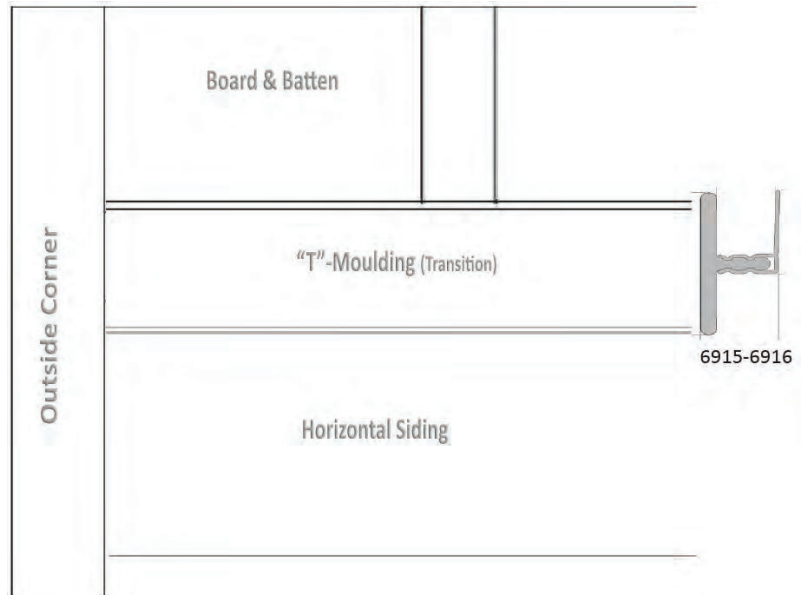 Board & Batten
Outside Corner
“T”-Moulding (Transition)
6915-6916
Horizontal Siding